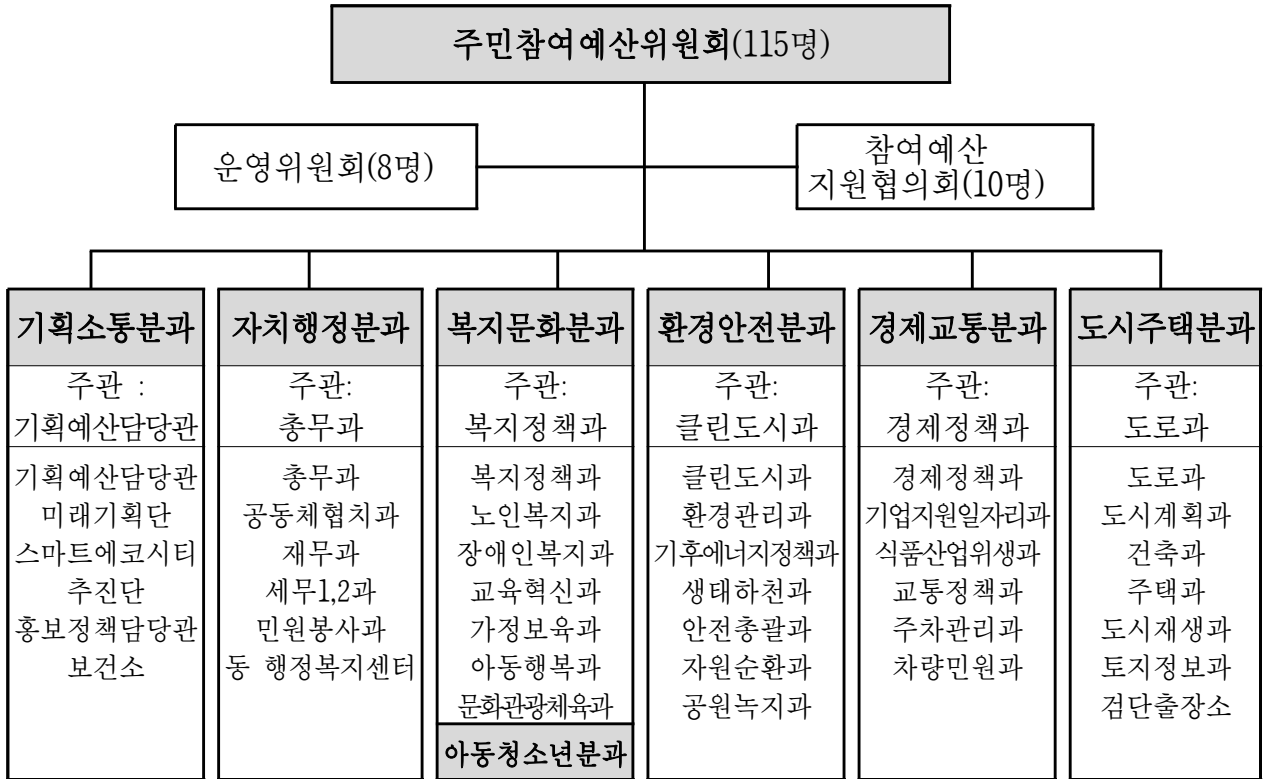 주민참여예산위원회(115명)
운영위원회(8명)
참여예산
지원협의회(10명)
기획소통분과
주관 :
기획예산담당관
기획예산담당관
미래기획단
스마트에코시티
추진단
홍보정책담당관
보건소
자치행정분과
주관:
총무과
총무과
공동체협치과
재무과
세무1,2과
민원봉사과
동 행정복지센터
복지문화분과
주관:
복지정책과
복지정책과
노인복지과
장애인복지과
교육혁신과
가정보육과
아동행복과
문화관광체육과
아동청소년분과
환경안전분과
주관:
클린도시과
클린도시과
환경관리과
기후에너지정책과
생태하천과
안전총괄과
자원순환과
공원녹지과
경제교통분과
주관:
경제정책과
경제정책과
기업지원일자리과
식품산업위생과
교통정책과
주차관리과
차량민원과
도시주택분과
주관:
도로과
도로과
도시계획과
건축과
주택과
도시재생과
토지정보과
검단출장소